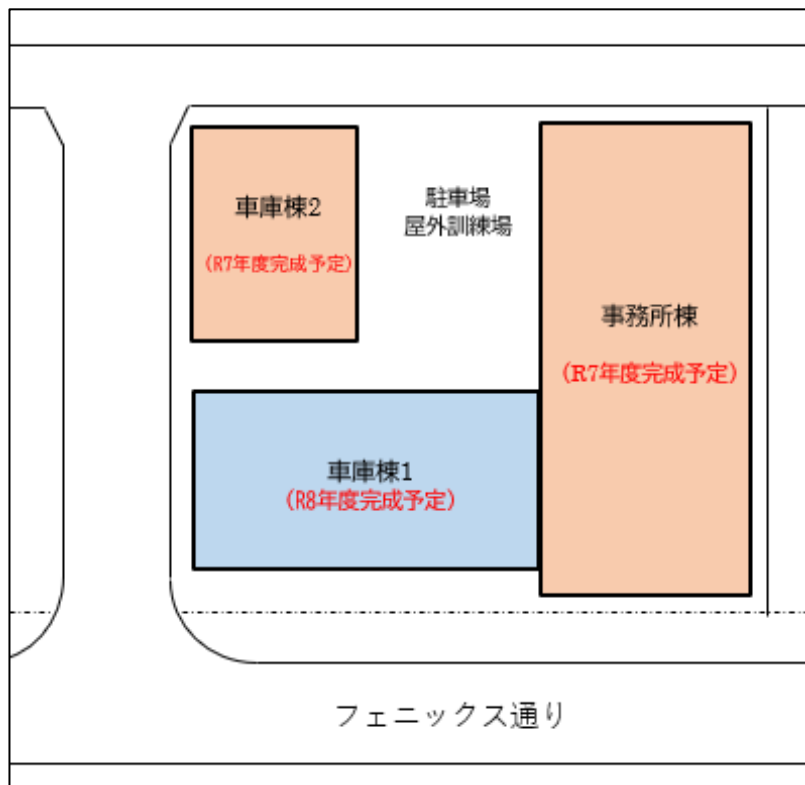 車庫棟2
(R7年度完成予定)
駐車場
屋外訓練場
事務所棟
(R7年度完成予定)
車庫棟1
(R8年度完成予定)
フェニックス通り